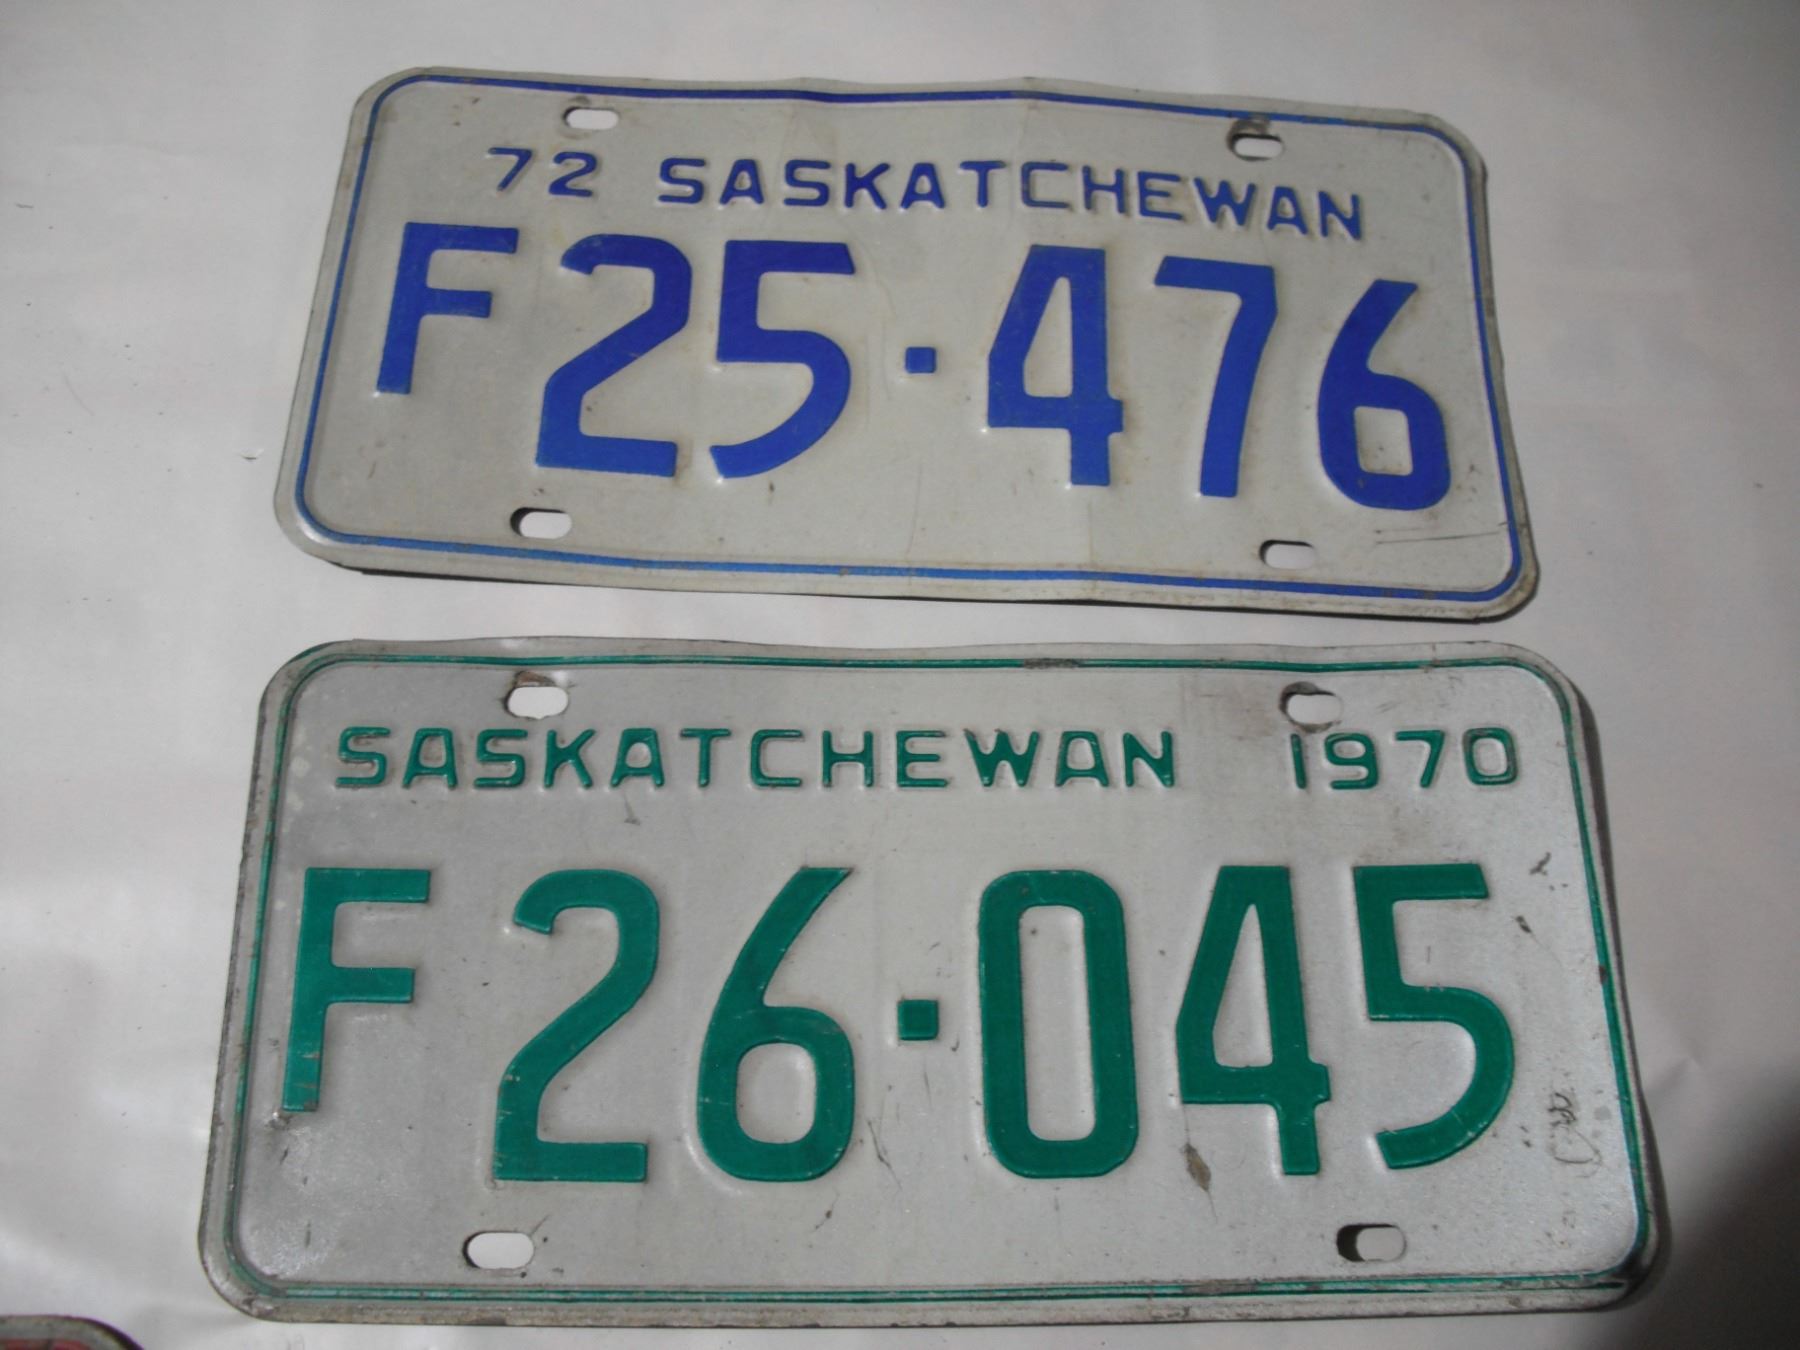 72 SASKATCHEWAN
F25·476
SASKATCHEWAN 1970
F26·045